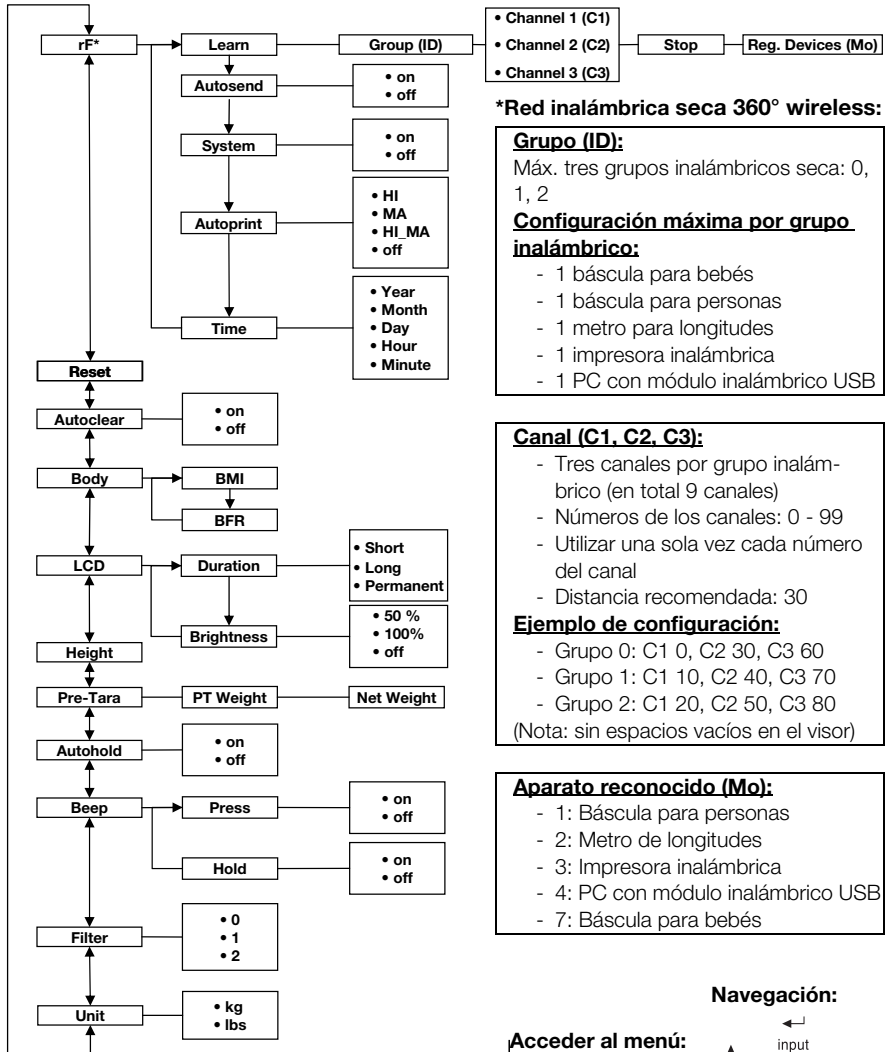 rF*
Learn
Group (ID)
• Channel 1 (C1)
• Channel 2 (C2)
• Channel 3 (C3)
Stop
Reg. Devices (Mo)
Autosend
• on
• off
System
• on
• off
Autoprint
• HI
• MA
• HI_MA
• off
Time
• Year
• Month
• Day
• Hour
• Minute
Reset
Autoclear
• on
• off
Body
BMI
BFR
LCD
Duration
• Short
• Long
• Permanent
Brightness
• 50 %
• 100%
• off
Height
Pre-Tara
PT Weight
Net Weight
Autohold
• on
• off
Beep
Press
• on
• off
Hold
• on
• off
Filter
• 0
• 1
• 2
Unit
• kg
• lbs
*Red inalámbrica seca 360° wireless:
Grupo (ID):
Máx. tres grupos inalámbricos seca: 0,
1, 2
Configuración máxima por grupo
inalámbrico:
- 1 báscula para bebés
- 1 báscula para personas
- 1 metro para longitudes
- 1 impresora inalámbrica
- 1 PC con módulo inalámbrico USB
Canal (C1, C2, C3):
- Tres canales por grupo inalám-
brico (en total 9 canales)
- Números de los canales: 0 - 99
- Utilizar una sola vez cada número
del canal
- Distancia recomendada: 30
Ejemplo de configuración:
- Grupo 0: C1 0, C2 30, C3 60
- Grupo 1: C1 10, C2 40, C3 70
- Grupo 2: C1 20, C2 50, C3 80
(Nota: sin espacios vacíos en el visor)
Aparato reconocido (Mo):
- 1: Báscula para personas
- 2: Metro de longitudes
- 3: Impresora inalámbrica
- 4: PC con módulo inalámbrico USB
- 7: Báscula para bebés
Navegación:
input
Acceder al menú: